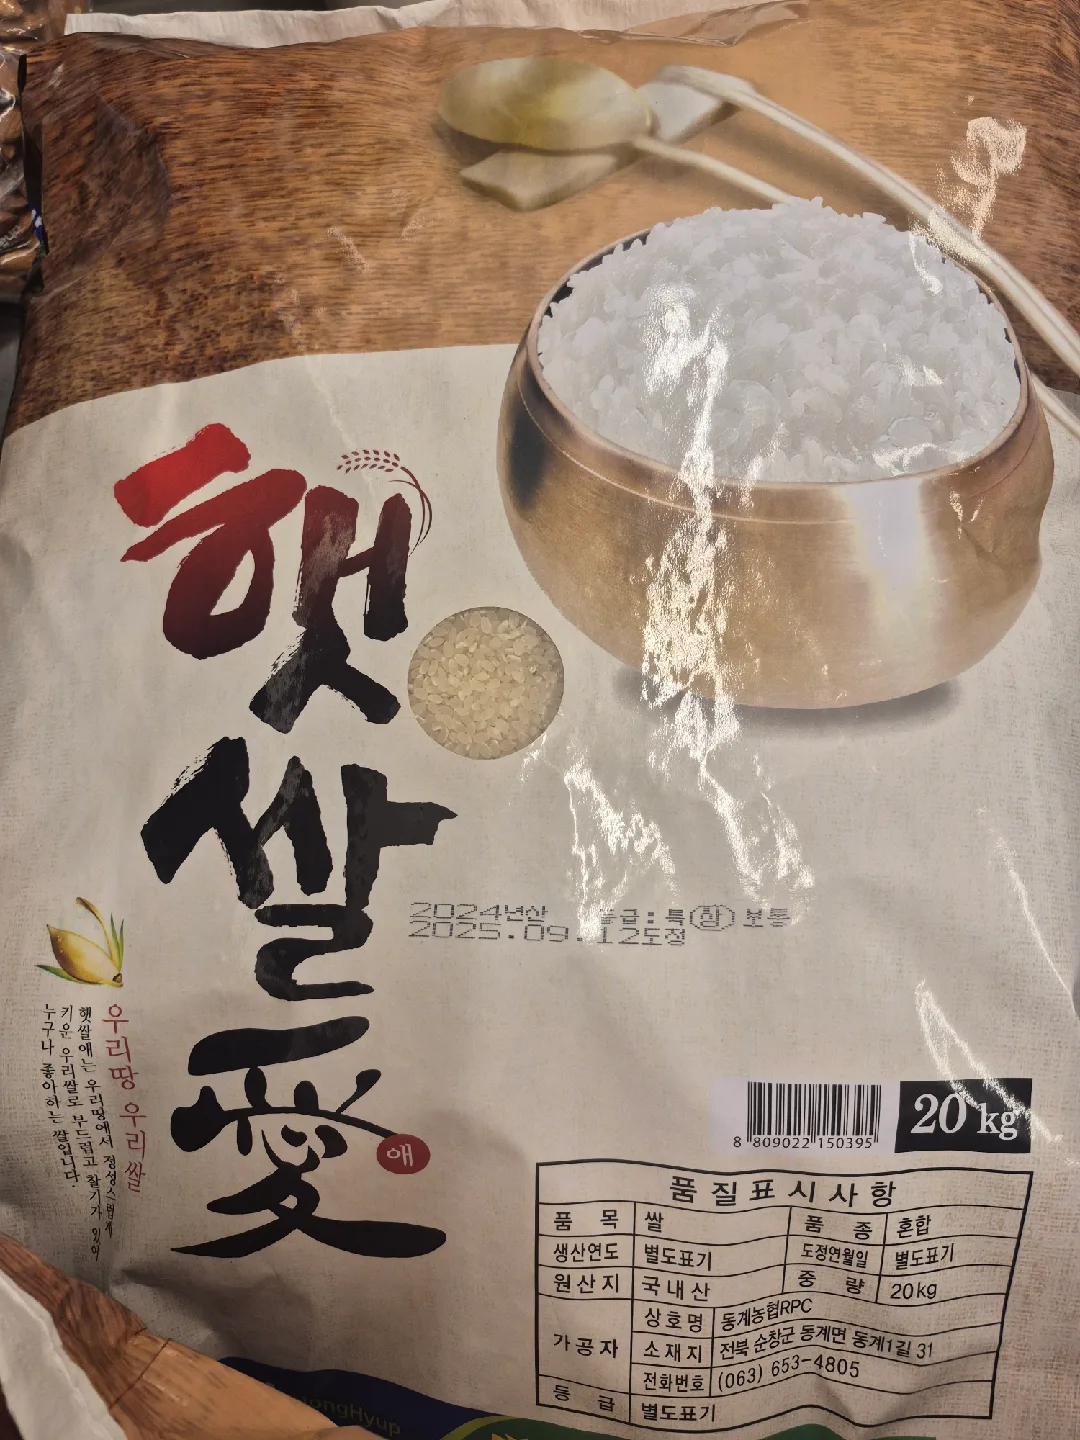 햇쌀愛
애
2024년산 등급: 특 상 보통
2025.09.12도정
우리땅 우리쌀
햇쌀애는 우리땅에서 정성스럽게
키운 우리쌀로 부드럽고 찰기가 있어
누구나 좋아하는 쌀입니다.
8 809022 150395
20 kg
품질표시사항
품 목 쌀 품 종 혼합
생산연도 별도표기 도정연월일 별도표기
원산지 국내산 중 량 20kg
가공자 상호명 동계농협RPC
소재지 전북 순창군 동계면 동계1길 31
전화번호 (063) 653-4805
등 급 별도표기